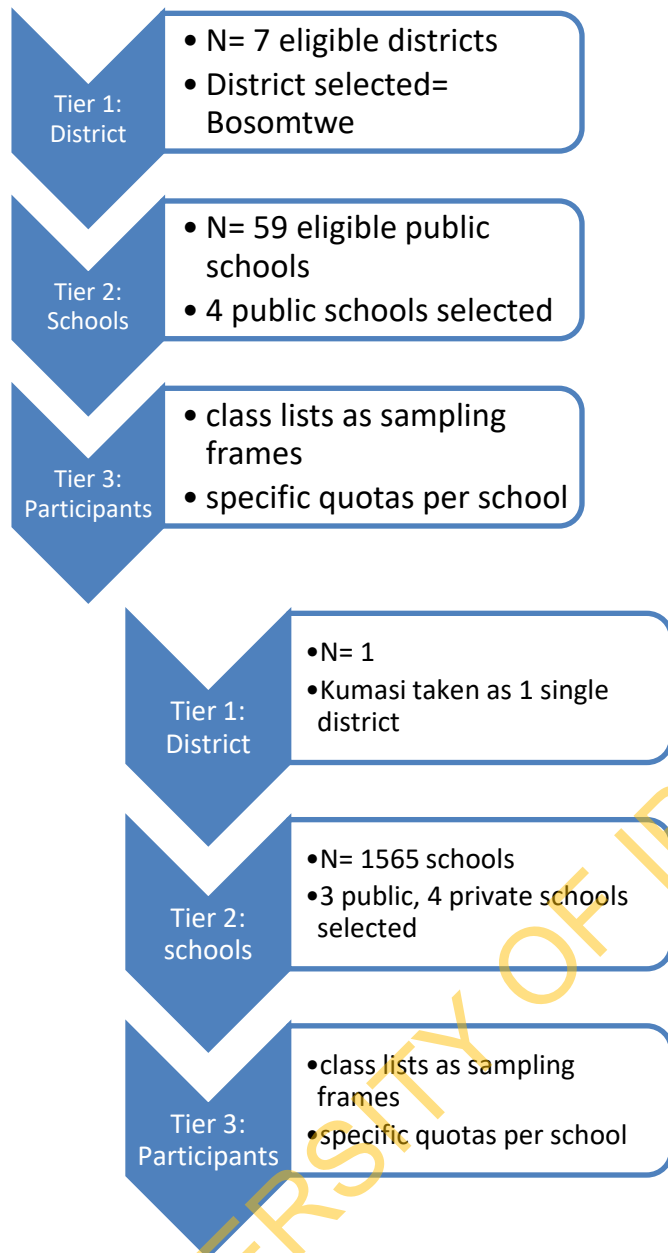 Tier 1:
District
• N= 7 eligible districts
• District selected=
Bosomtwe
Tier 2:
Schools
• N= 59 eligible public
schools
• 4 public schools selected
Tier 3:
Participants
• class lists as sampling
frames
• specific quotas per school
Tier 1:
District
•N= 1
•Kumasi taken as 1 single
district
Tier 2:
schools
•N= 1565 schools
•3 public, 4 private schools
selected
Tier 3:
Participants
•class lists as sampling
frames
•specific quotas per school